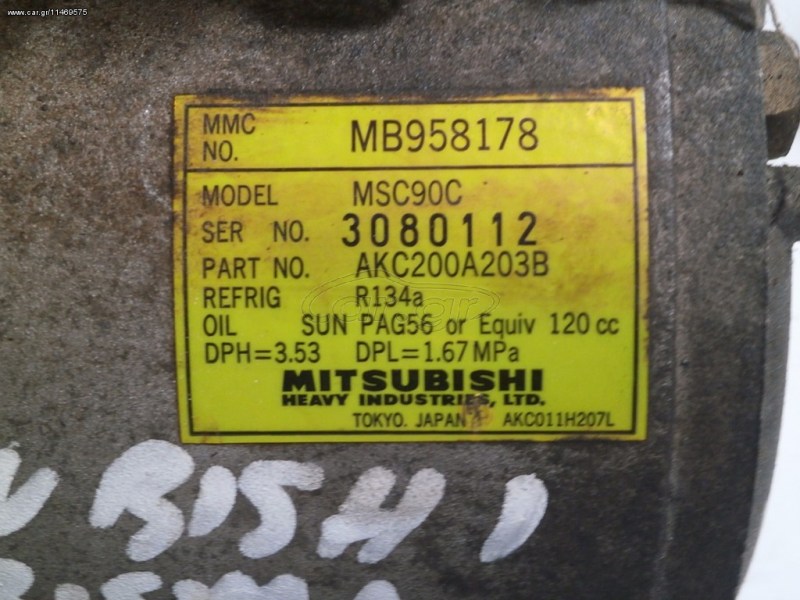 www.car.gr/11469575
MMC NO. MB958178
MODEL MSC90C
SER NO. 3080112
PART NO. AKC200A203B
REFRIG R134a
OIL SUN PAG56 or Equiv 120 cc
DPH=3.53 DPL=1.67 MPa
MITSUBISHI
HEAVY INDUSTRIES, LTD.
TOKYO. JAPAN AKC011H207L
BISHI